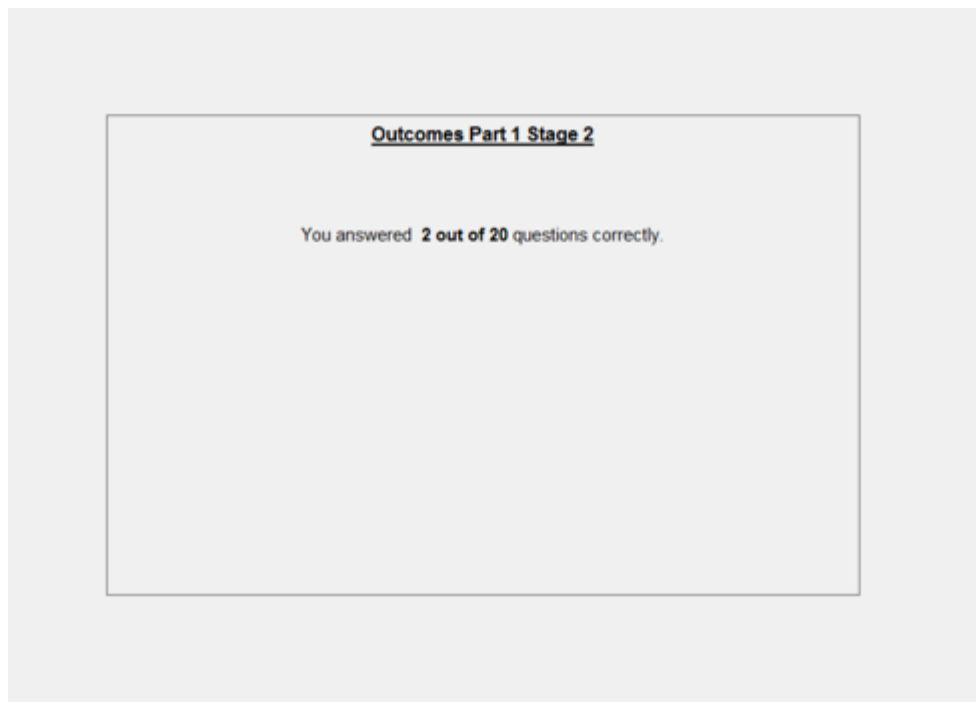 Outcomes Part 1 Stage 2
You answered 2 out of 20 questions correctly.